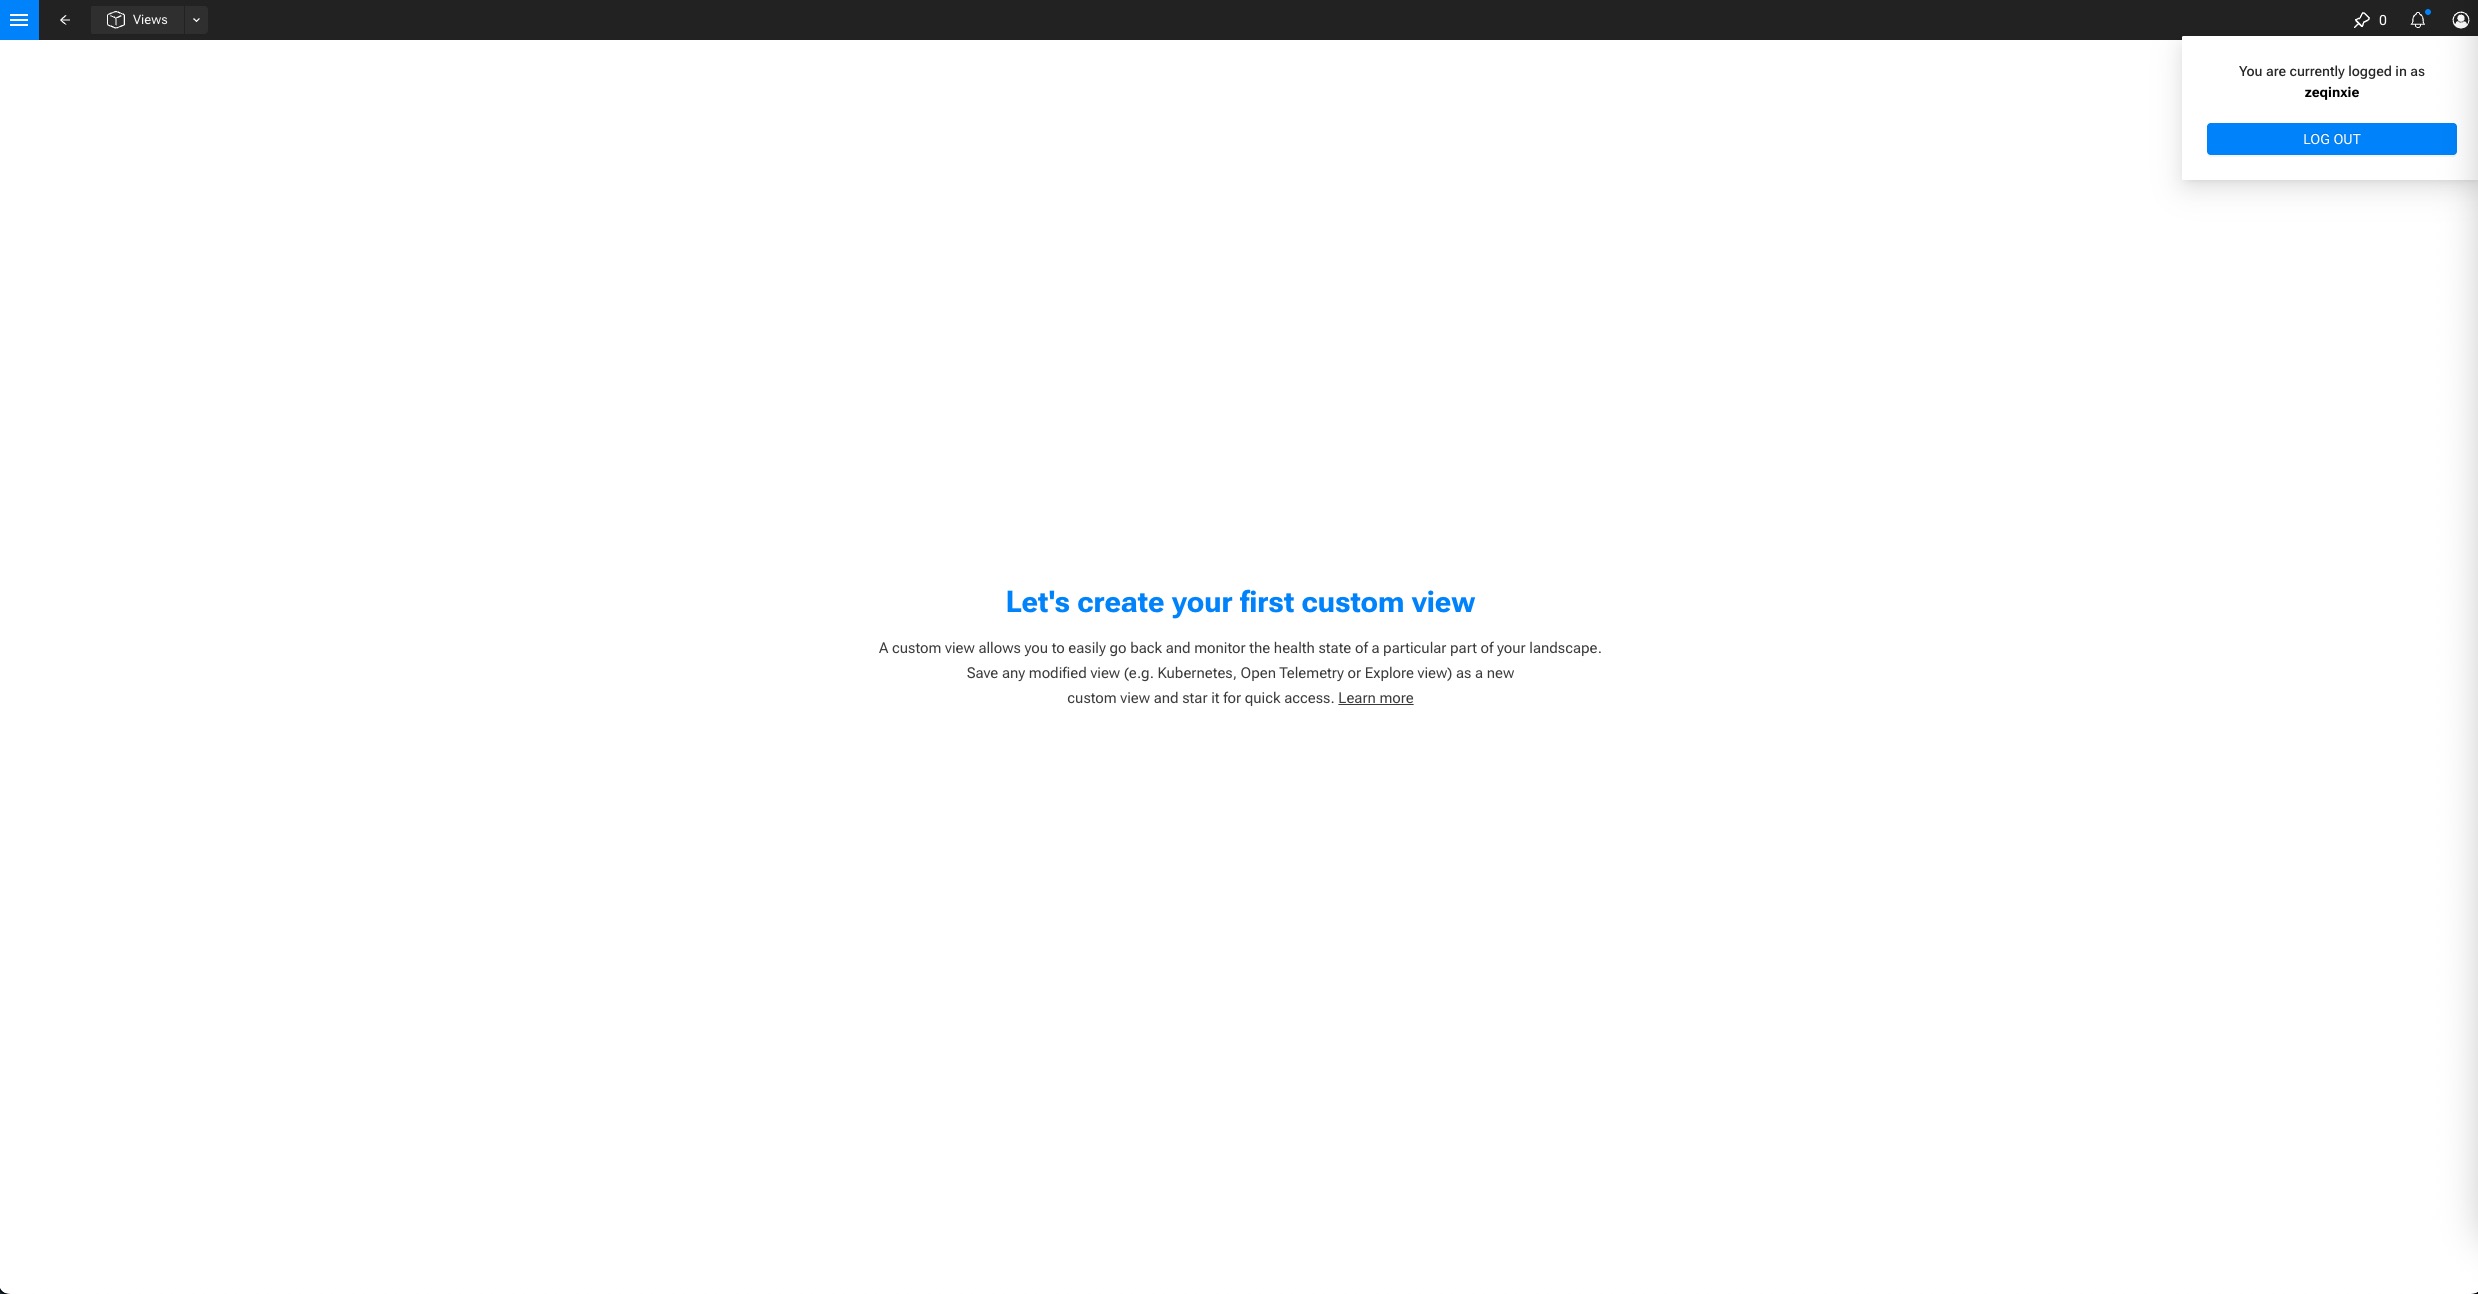 Views
0
You are currently logged in as
zeqinxie
LOG OUT
Let's create your first custom view
A custom view allows you to easily go back and monitor the health state of a particular part of your landscape.
Save any modified view (e.g. Kubernetes, Open Telemetry or Explore view) as a new
custom view and star it for quick access. Learn more